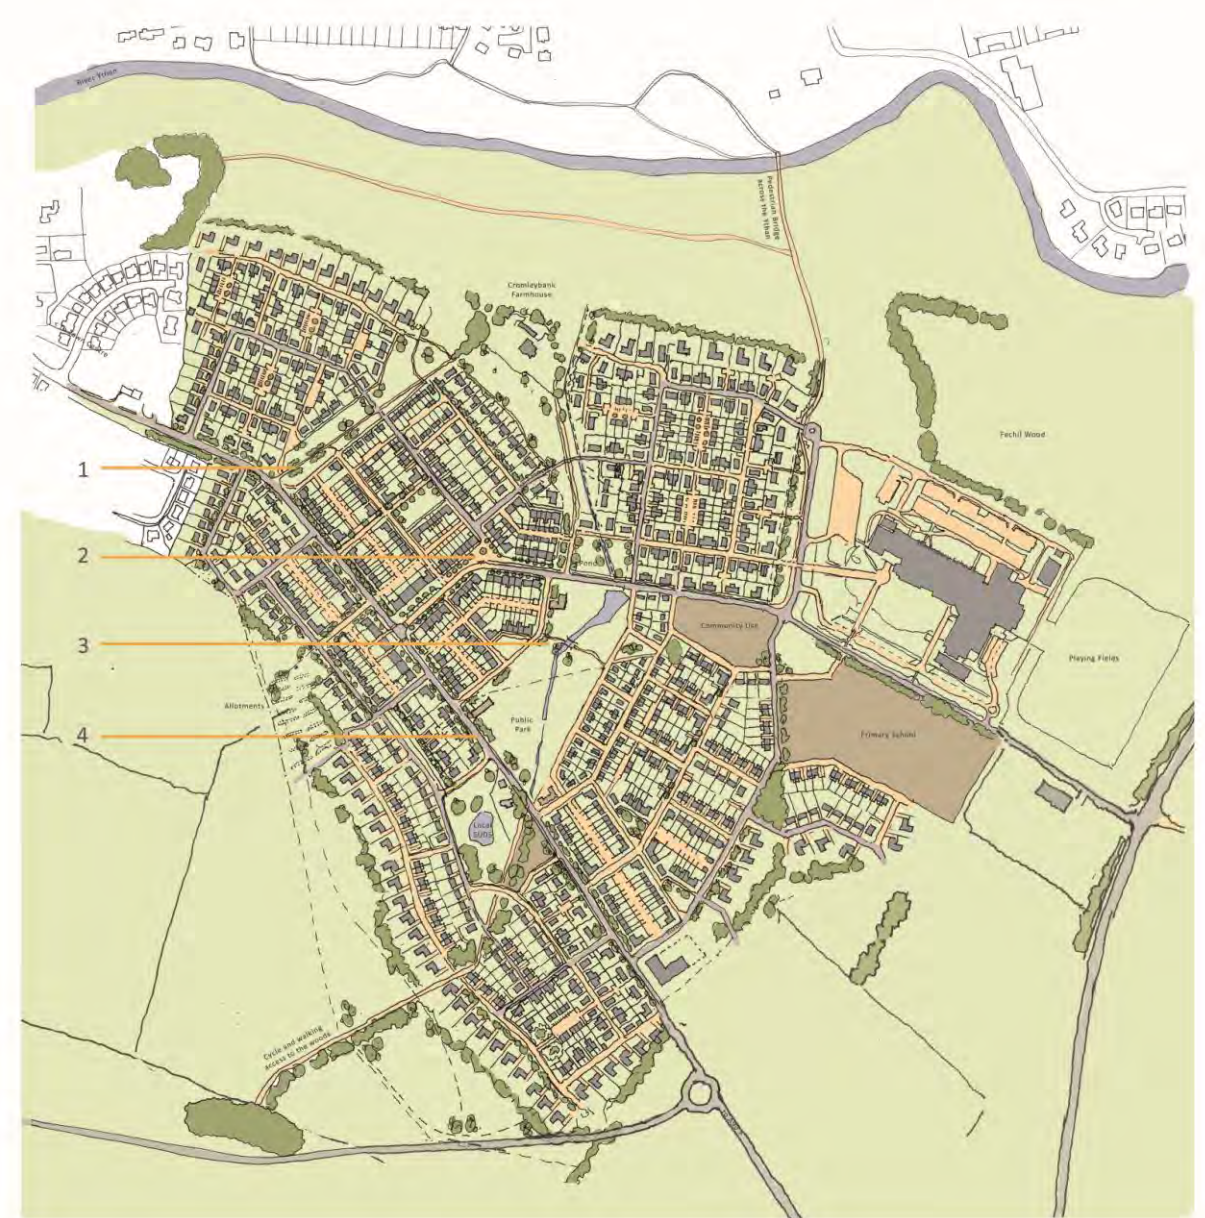 River Ythan
Pedestrian Bridge
across the Ythan
Cromleybank
Farmhouse
Fechil Wood
1
2
3
Community Use
Playing Fields
Allotments
Public
Park
4
Primary School
Local
SUDS
Cycle and walking
access to the woods